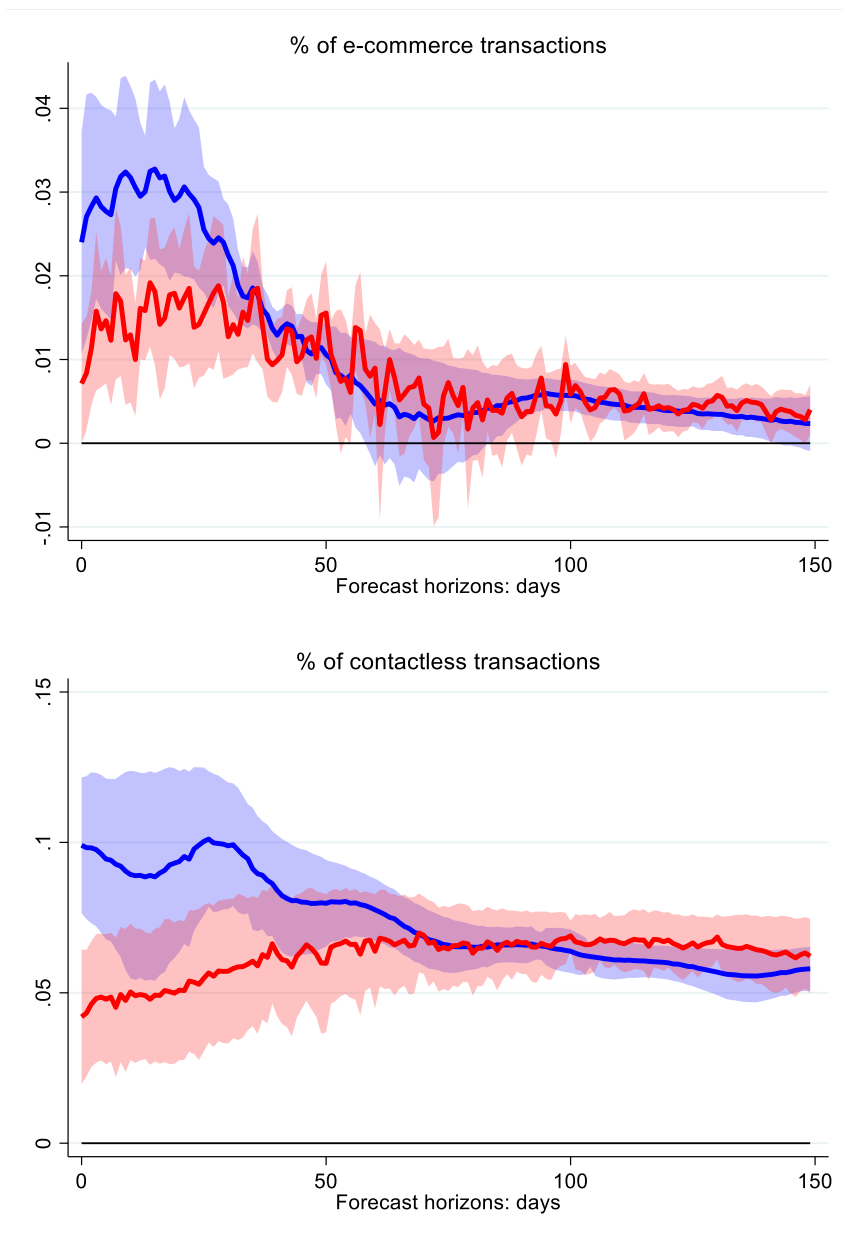 % of e-commerce transactions
.04
.03
.02
.01
0
-.01
0 50 100 150
Forecast horizons: days
% of contactless transactions
.15
.1
.05
0
0 50 100 150
Forecast horizons: days